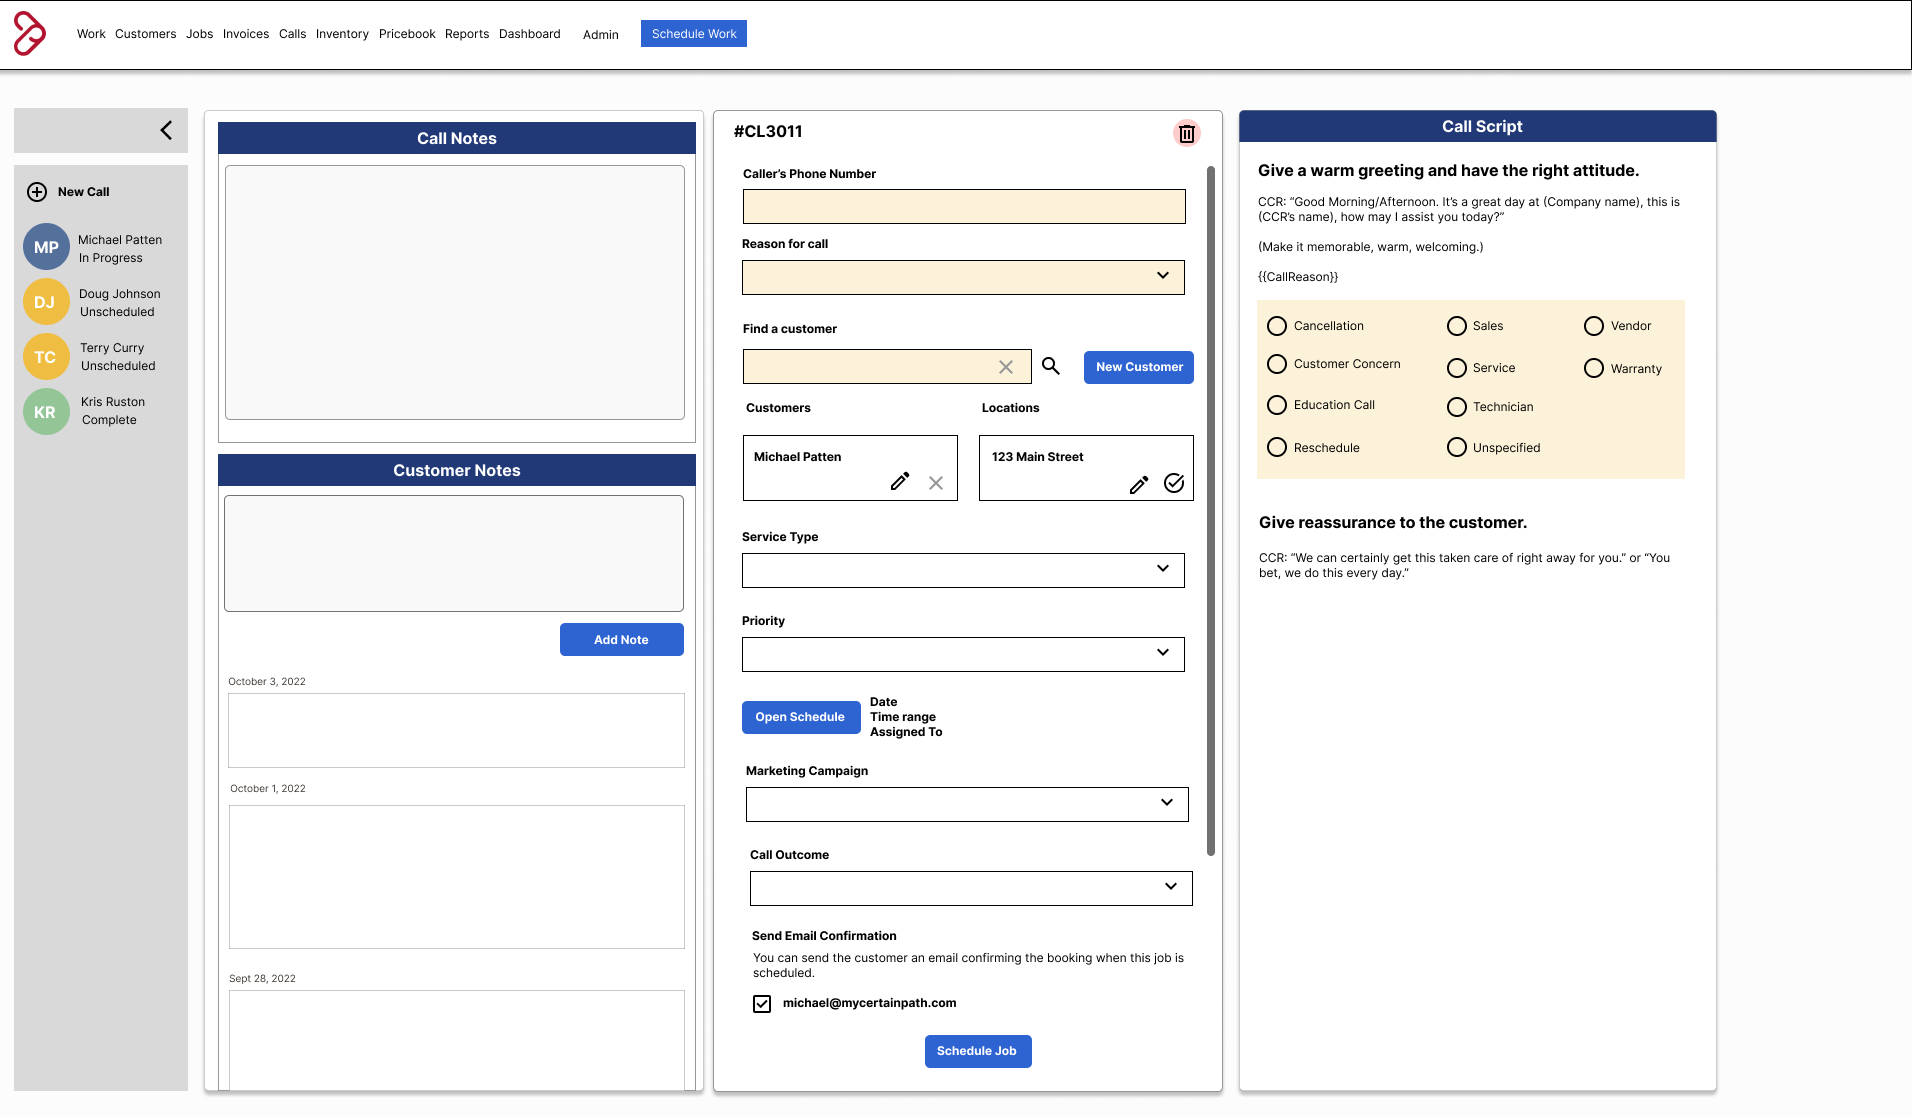 Work Customers Jobs Invoices Calls Inventory Pricebook Reports Dashboard Admin Schedule Work
New Call
MP Michael Patten
In Progress
DJ Doug Johnson
Unscheduled
TC Terry Curry
Unscheduled
KR Kris Ruston
Complete
Call Notes
Customer Notes
Add Note
October 3, 2022
October 1, 2022
Sept 28, 2022
#CL3011
Caller's Phone Number
Reason for call
Find a customer
New Customer
Customers Locations
Michael Patten 123 Main Street
Service Type
Priority
Open Schedule
Date
Time range
Assigned To
Marketing Campaign
Call Outcome
Send Email Confirmation
You can send the customer an email confirming the booking when this job is
scheduled.
michael@mycertainpath.com
Schedule Job
Call Script
Give a warm greeting and have the right attitude.
CCR: “Good Morning/Afternoon. It's a great day at (Company name), this is
(CCR's name), how may I assist you today?”
(Make it memorable, warm, welcoming.)
{{CallReason}}
Cancellation Sales Vendor
Customer Concern Service Warranty
Education Call Technician
Reschedule Unspecified
Give reassurance to the customer.
CCR: “We can certainly get this taken care of right away for you.” or “You
bet, we do this every day.”